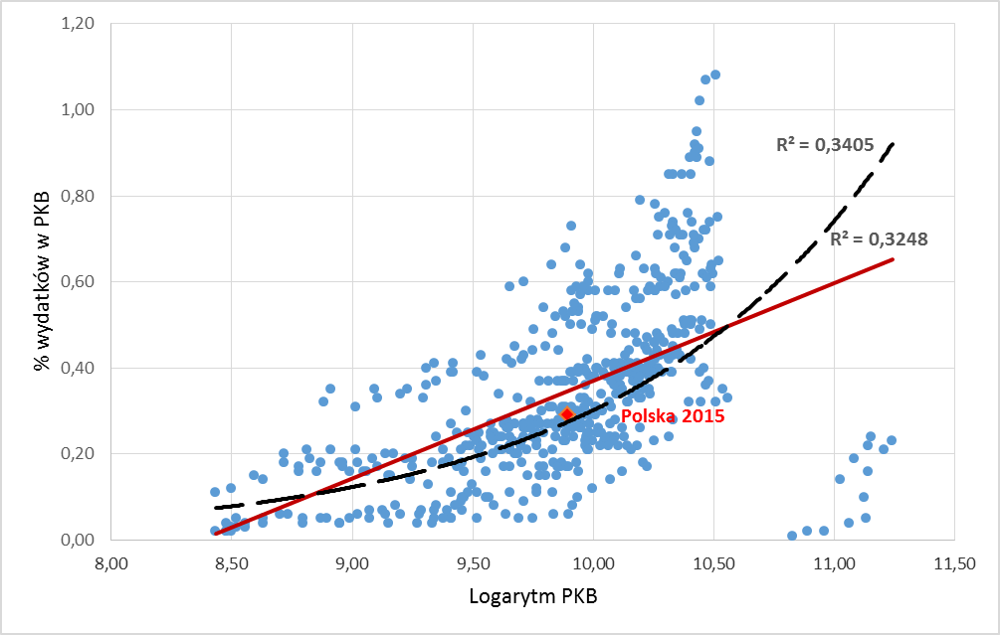 1,20
1,00
0,80
0,60
0,40
0,20
0,00
% wydatków w PKB
R² = 0,3405
R² = 0,3248
Polska 2015
8,00 8,50 9,00 9,50 10,00 10,50 11,00 11,50
Logarytm PKB